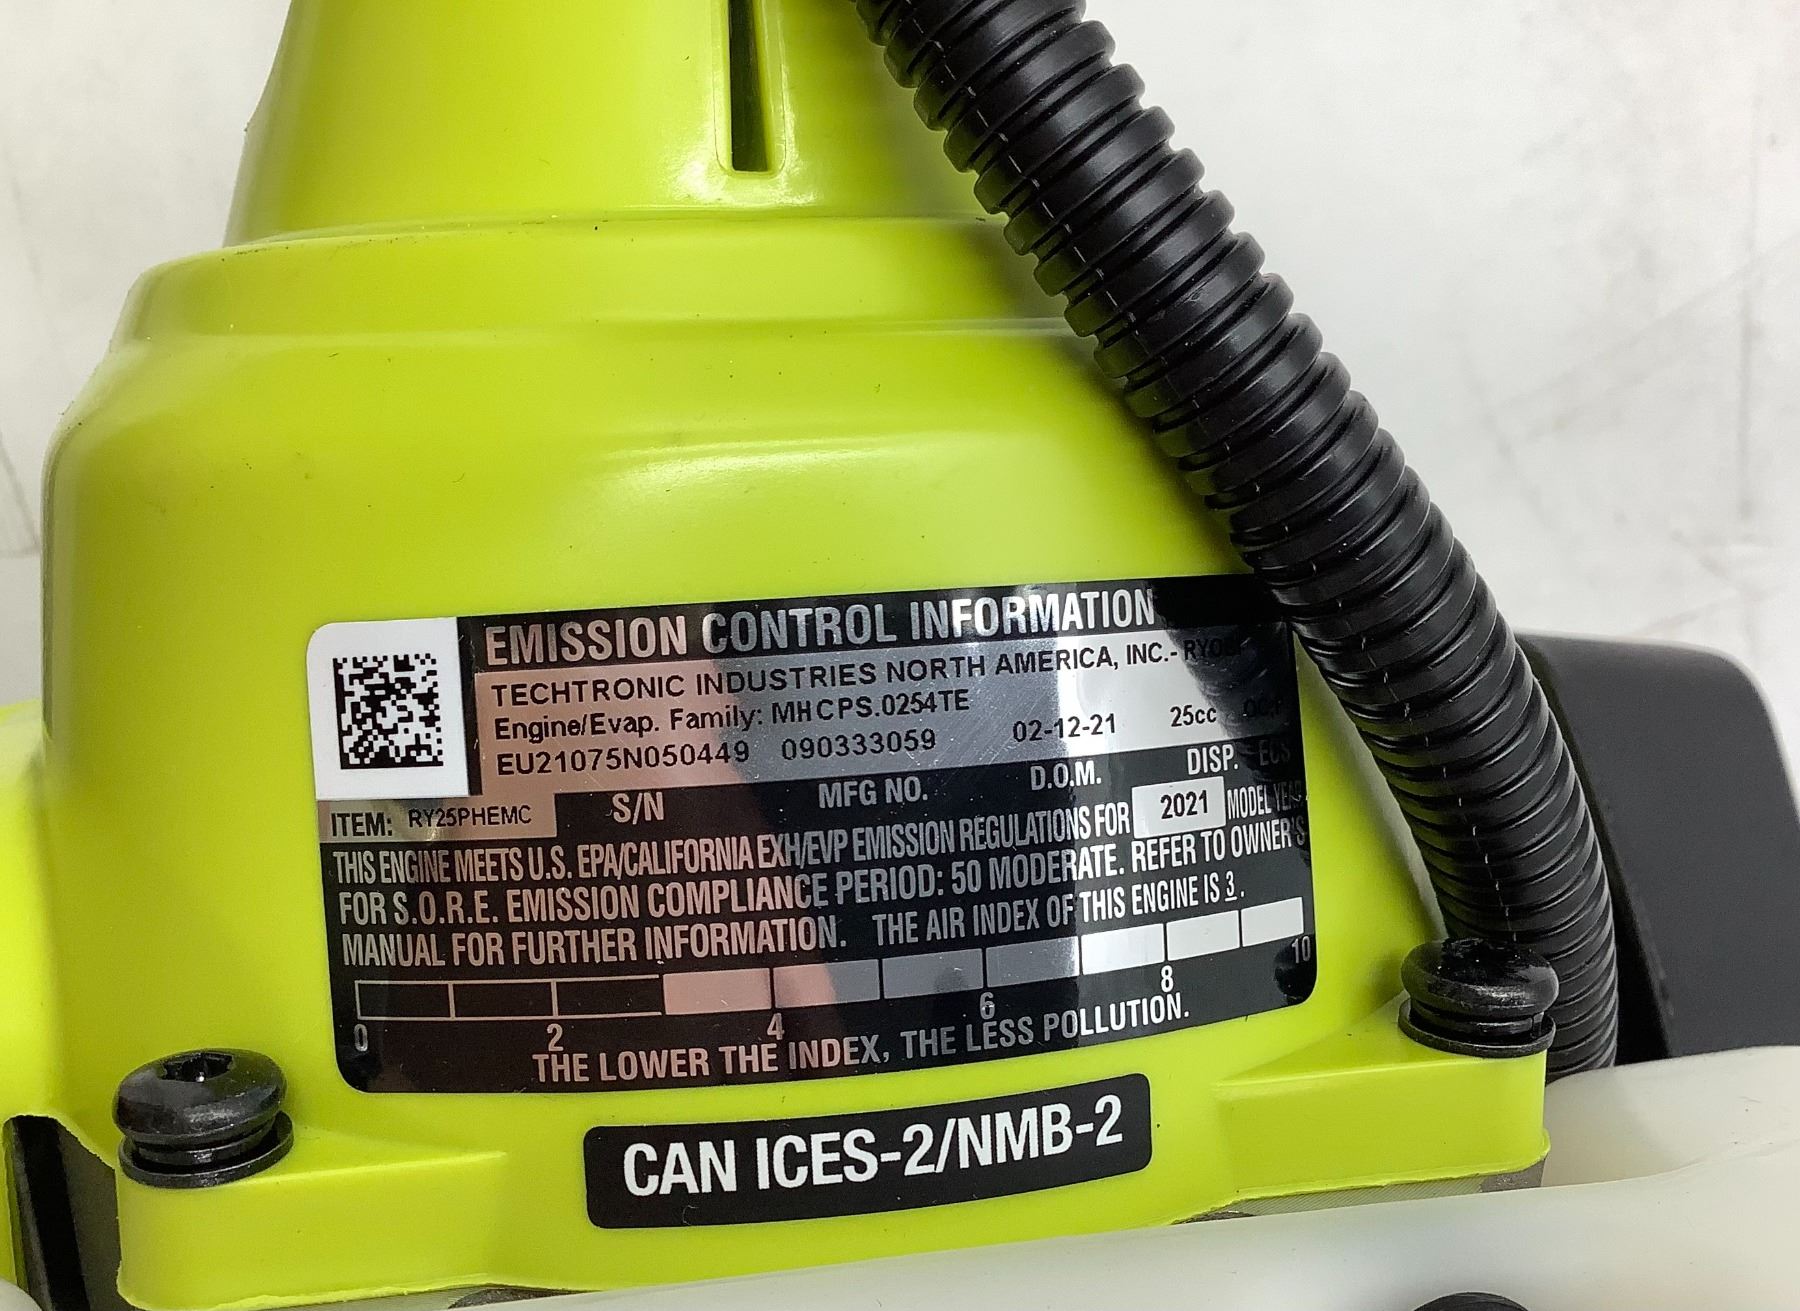 EMISSION CONTROL INFORMATION
TECHTRONIC INDUSTRIES NORTH AMERICA, INC.-
Engine/Evap. Family: MHCPS.0254TE
EU21075N050449 090333059 02-12-21 25cc
ITEM: RY25PHEMC S/N MFG NO. D.O.M. DISP.
THIS ENGINE MEETS U.S. EPA/CALIFORNIA EXH/EVP EMISSION REGULATIONS FOR 2021 MODEL YEAR
FOR S.O.R.E. EMISSION COMPLIANCE PERIOD: 50 MODERATE. REFER TO OWNER'S
MANUAL FOR FURTHER INFORMATION. THE AIR INDEX OF THIS ENGINE IS 3.
0 2 4 6 8 10
THE LOWER THE INDEX, THE LESS POLLUTION.
CAN ICES-2/NMB-2